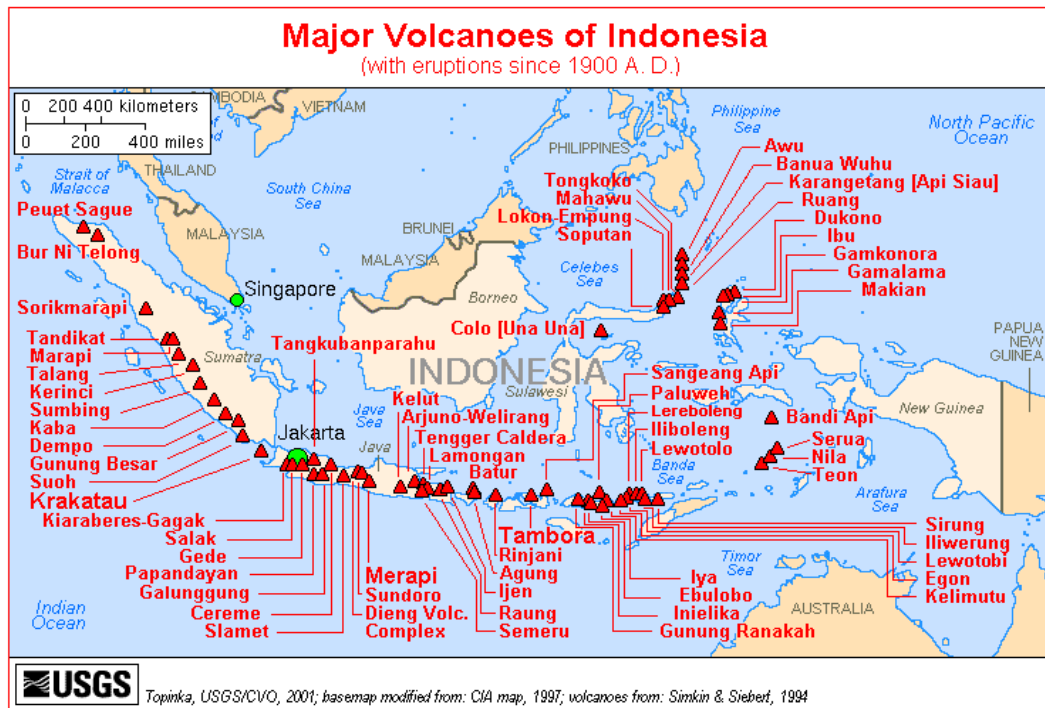 Major Volcanoes of Indonesia
(with eruptions since 1900 A. D.)
0 200 400 kilometers
0 200 400 miles
CAMBODIA
VIETNAM
Philippine
Sea
North Pacific
Ocean
PHILIPPINES
THAILAND
Strait of
Malacca
South China
Sea
MALAYSIA
BRUNEI
MALAYSIA
Celebes
Sea
Borneo
Awu
Banua Wuhu
Karangetang [Api Siau]
Ruang
Dukono
Ibu
Gamkonora
Gamalama
Makian
Tongkoko
Mahawu
Lokon-Empung
Soputan
Peuet Sague
Bur Ni Telong
Singapore
Sorikmarapi
Colo [Una Una]
Tandikat
Marapi
Talang
Kerinci
Sumbing
Kaba
Dempo
Gunung Besar
Suoh
Krakatau
Sumatra
Tangkubanparahu
INDONESIA
Sulawesi
PAPUA
NEW
GUINEA
New Guinea
Java
Sea
Jakarta
Java
Kelut
Arjuno-Welirang
Tengger Caldera
Lamongan
Batur
Sangeang Api
Paluweh
Lereboleng
Iliboleng
Lewotolo
Banda
Sea
Bandi Api
Serua
Nila
Teon
Arafura
Sea
Kiaraberes-Gagak
Salak
Gede
Papandayan
Galunggung
Cereme
Slamet
Merapi
Sundoro
Dieng Volc.
Complex
Tambora
Rinjani
Agung
Ijen
Raung
Semeru
Iya
Ebulobo
Inielika
Gunung Ranakah
Sirung
Iliwerung
Lewotobi
Egon
Kelimutu
Timor
Sea
AUSTRALIA
Indian
Ocean
USGS
Topinka, USGS/CVO, 2001; basemap modified from: CIA map, 1997; volcanoes from: Simkin & Siebert, 1994